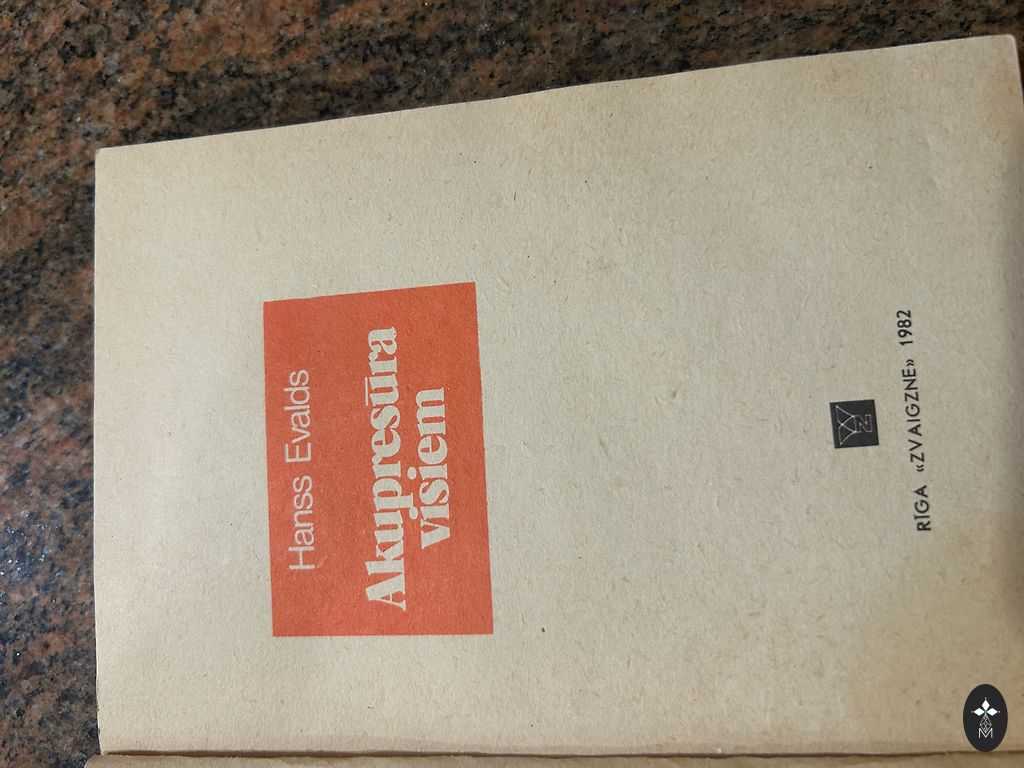 Hanss Evalds
Akupresūra
visiem
RĪGA «ZVAIGZNE» 1982